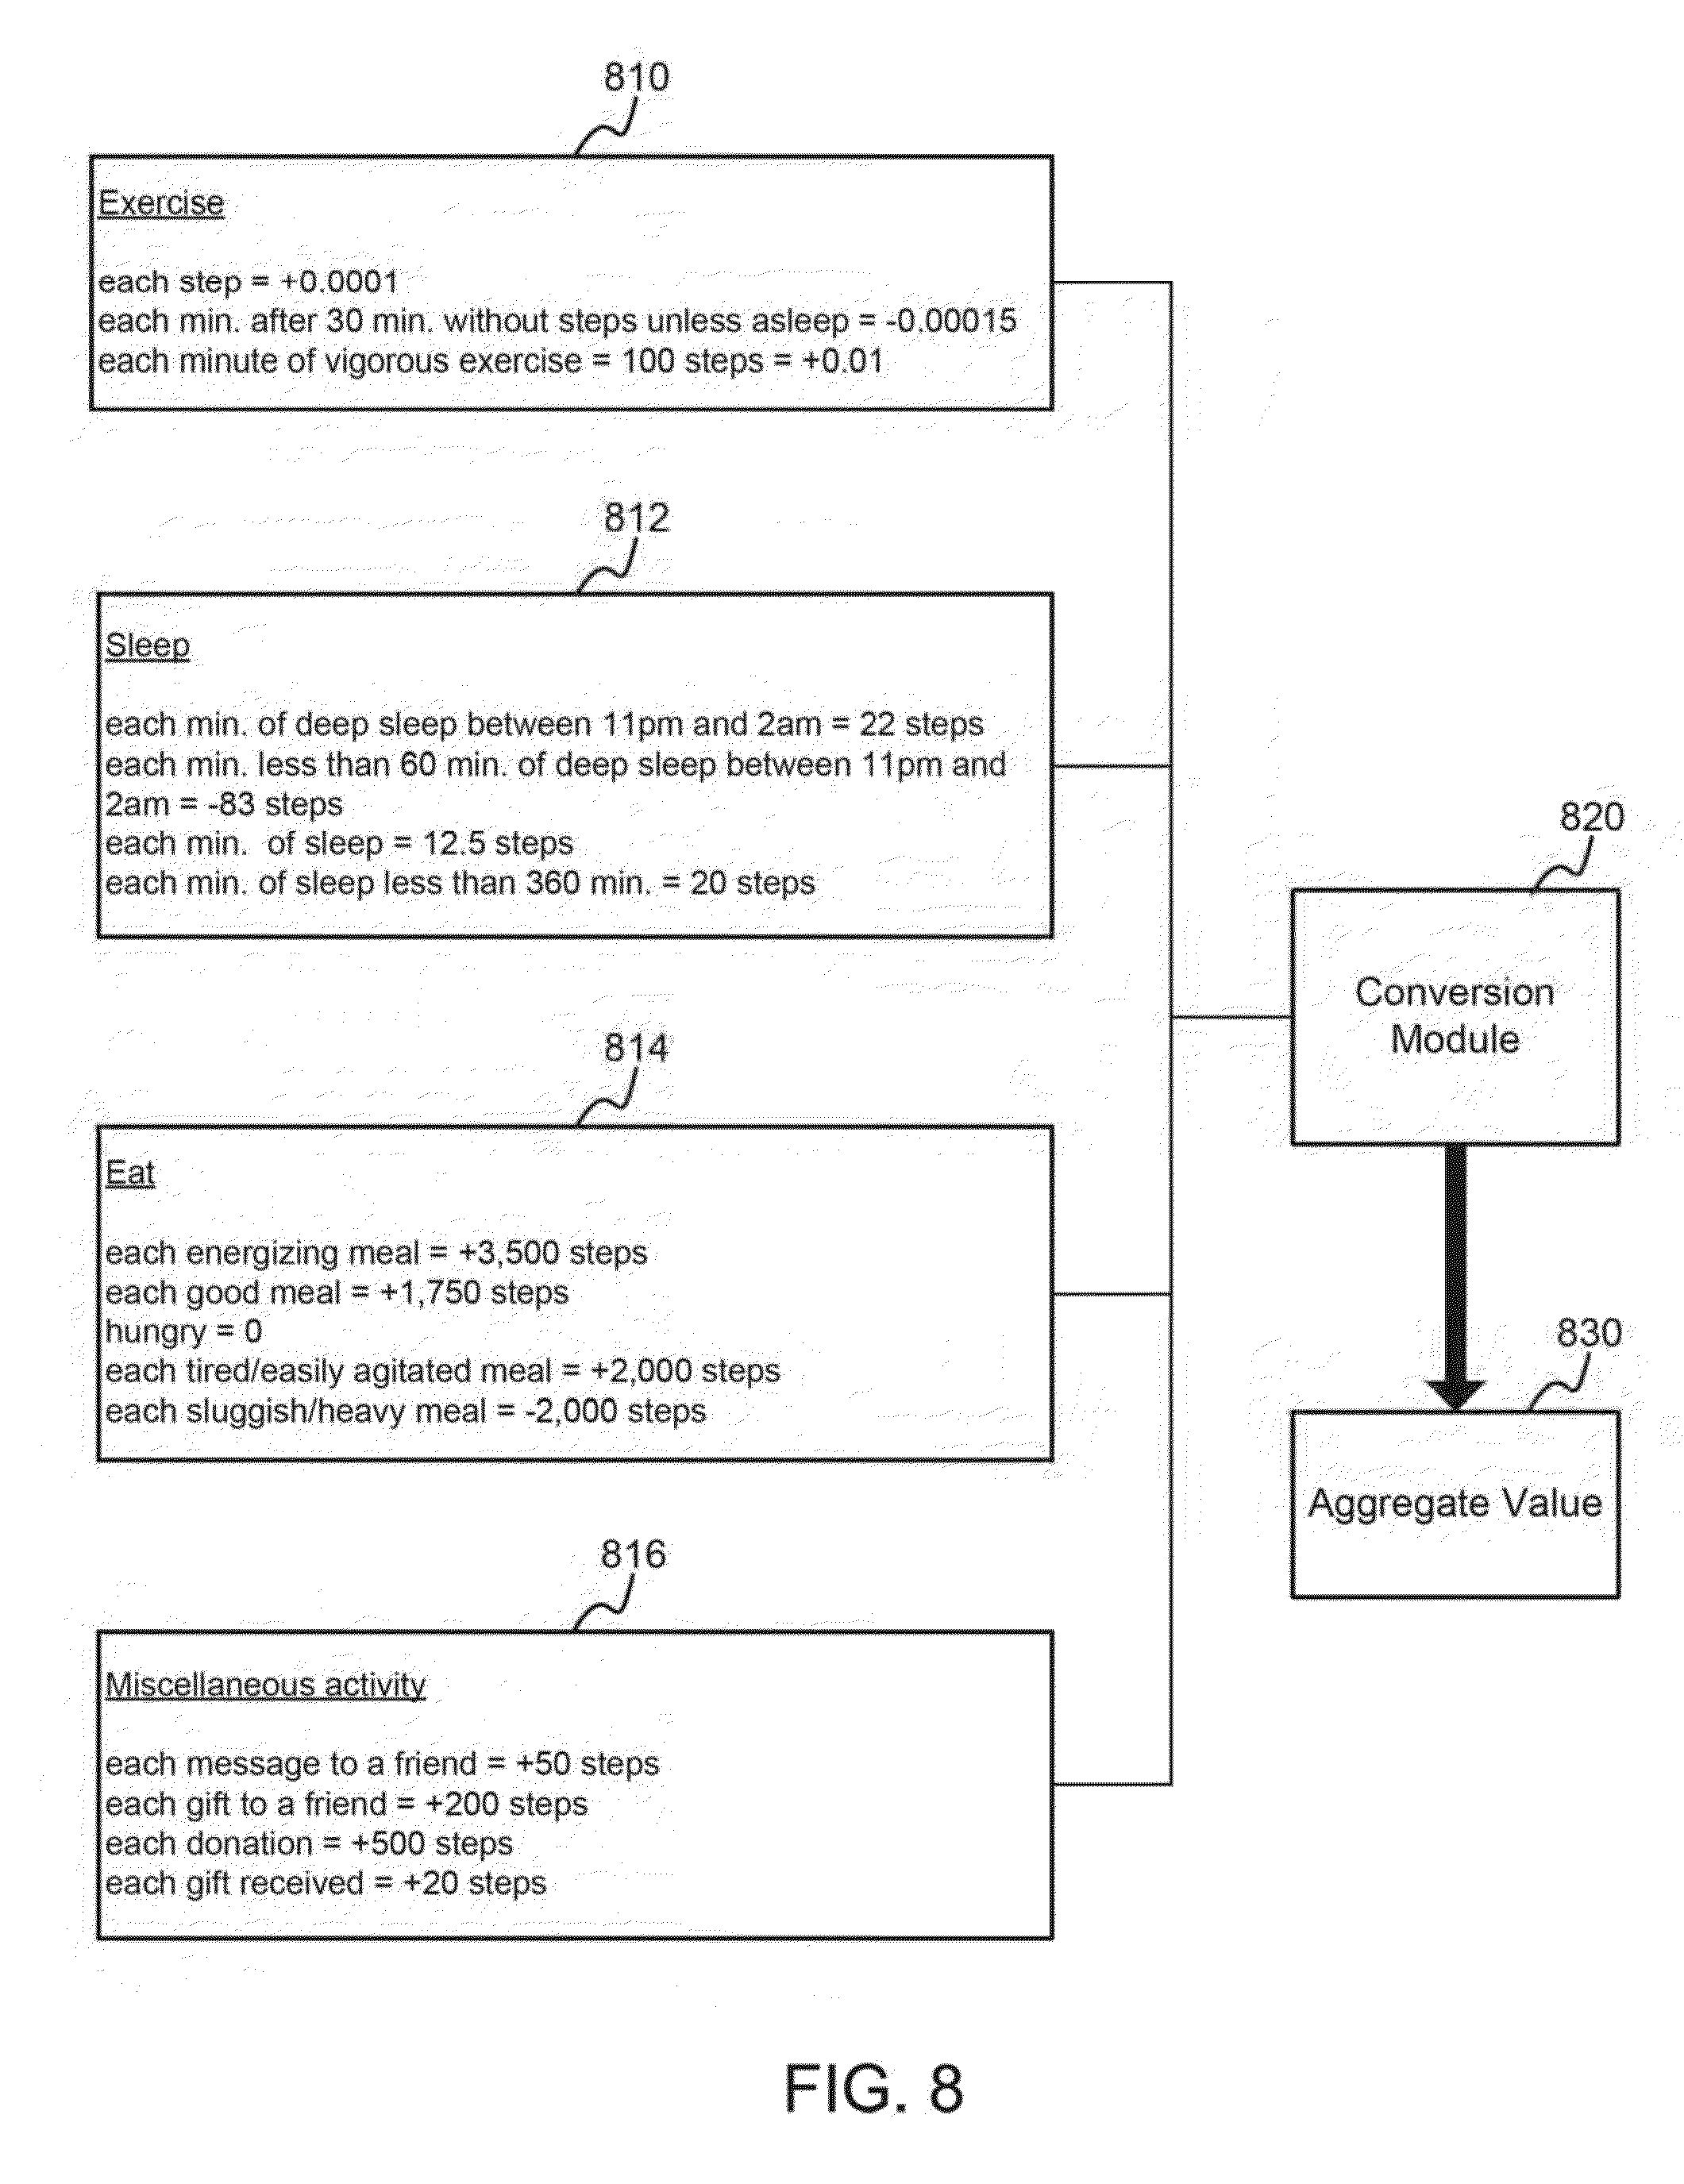 810
Exercise
each step = +0.0001
each min. after 30 min. without steps unless asleep = -0.00015
each minute of vigorous exercise = 100 steps = +0.01
812
Sleep
each min. of deep sleep between 11pm and 2am = 22 steps
each min. less than 60 min. of deep sleep between 11pm and
2am = -83 steps
each min.  of sleep = 12.5 steps
each min. of sleep less than 360 min. = 20 steps
814
Eat
each energizing meal = +3,500 steps
each good meal = +1,750 steps
hungry = 0
each tired/easily agitated meal = +2,000 steps
each sluggish/heavy meal = -2,000 steps
816
Miscellaneous activity
each message to a friend = +50 steps
each gift to a friend = +200 steps
each donation = +500 steps
each gift received = +20 steps
820
Conversion
Module
830
Aggregate Value
FIG. 8